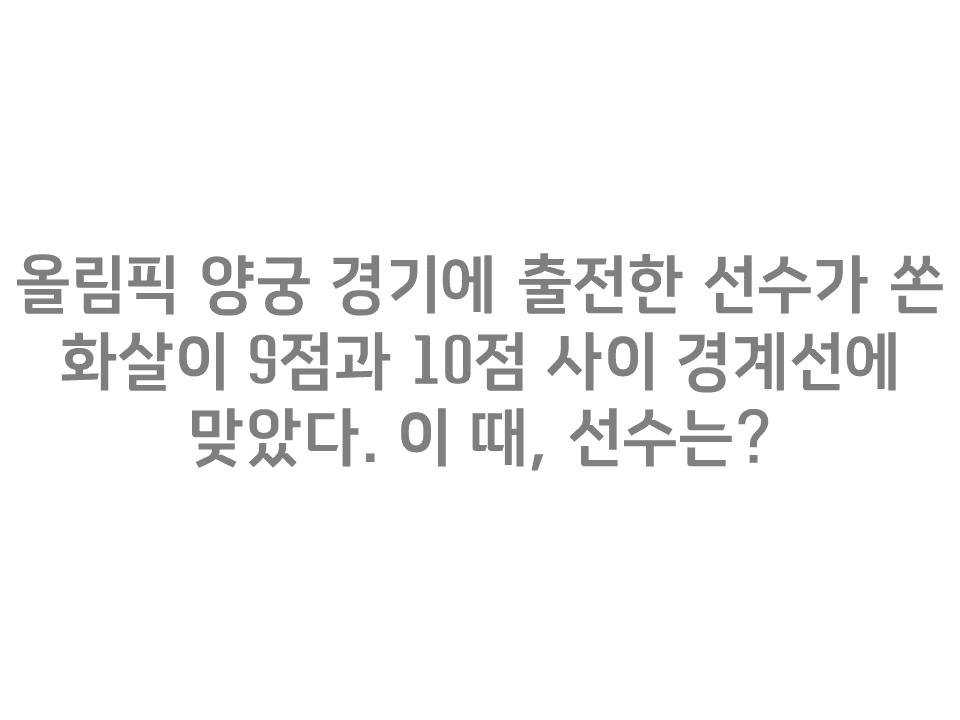 올림픽 양궁 경기에 출전한 선수가 쏜
화살이 9점과 10점 사이 경계선에
맞았다. 이 때, 선수는?